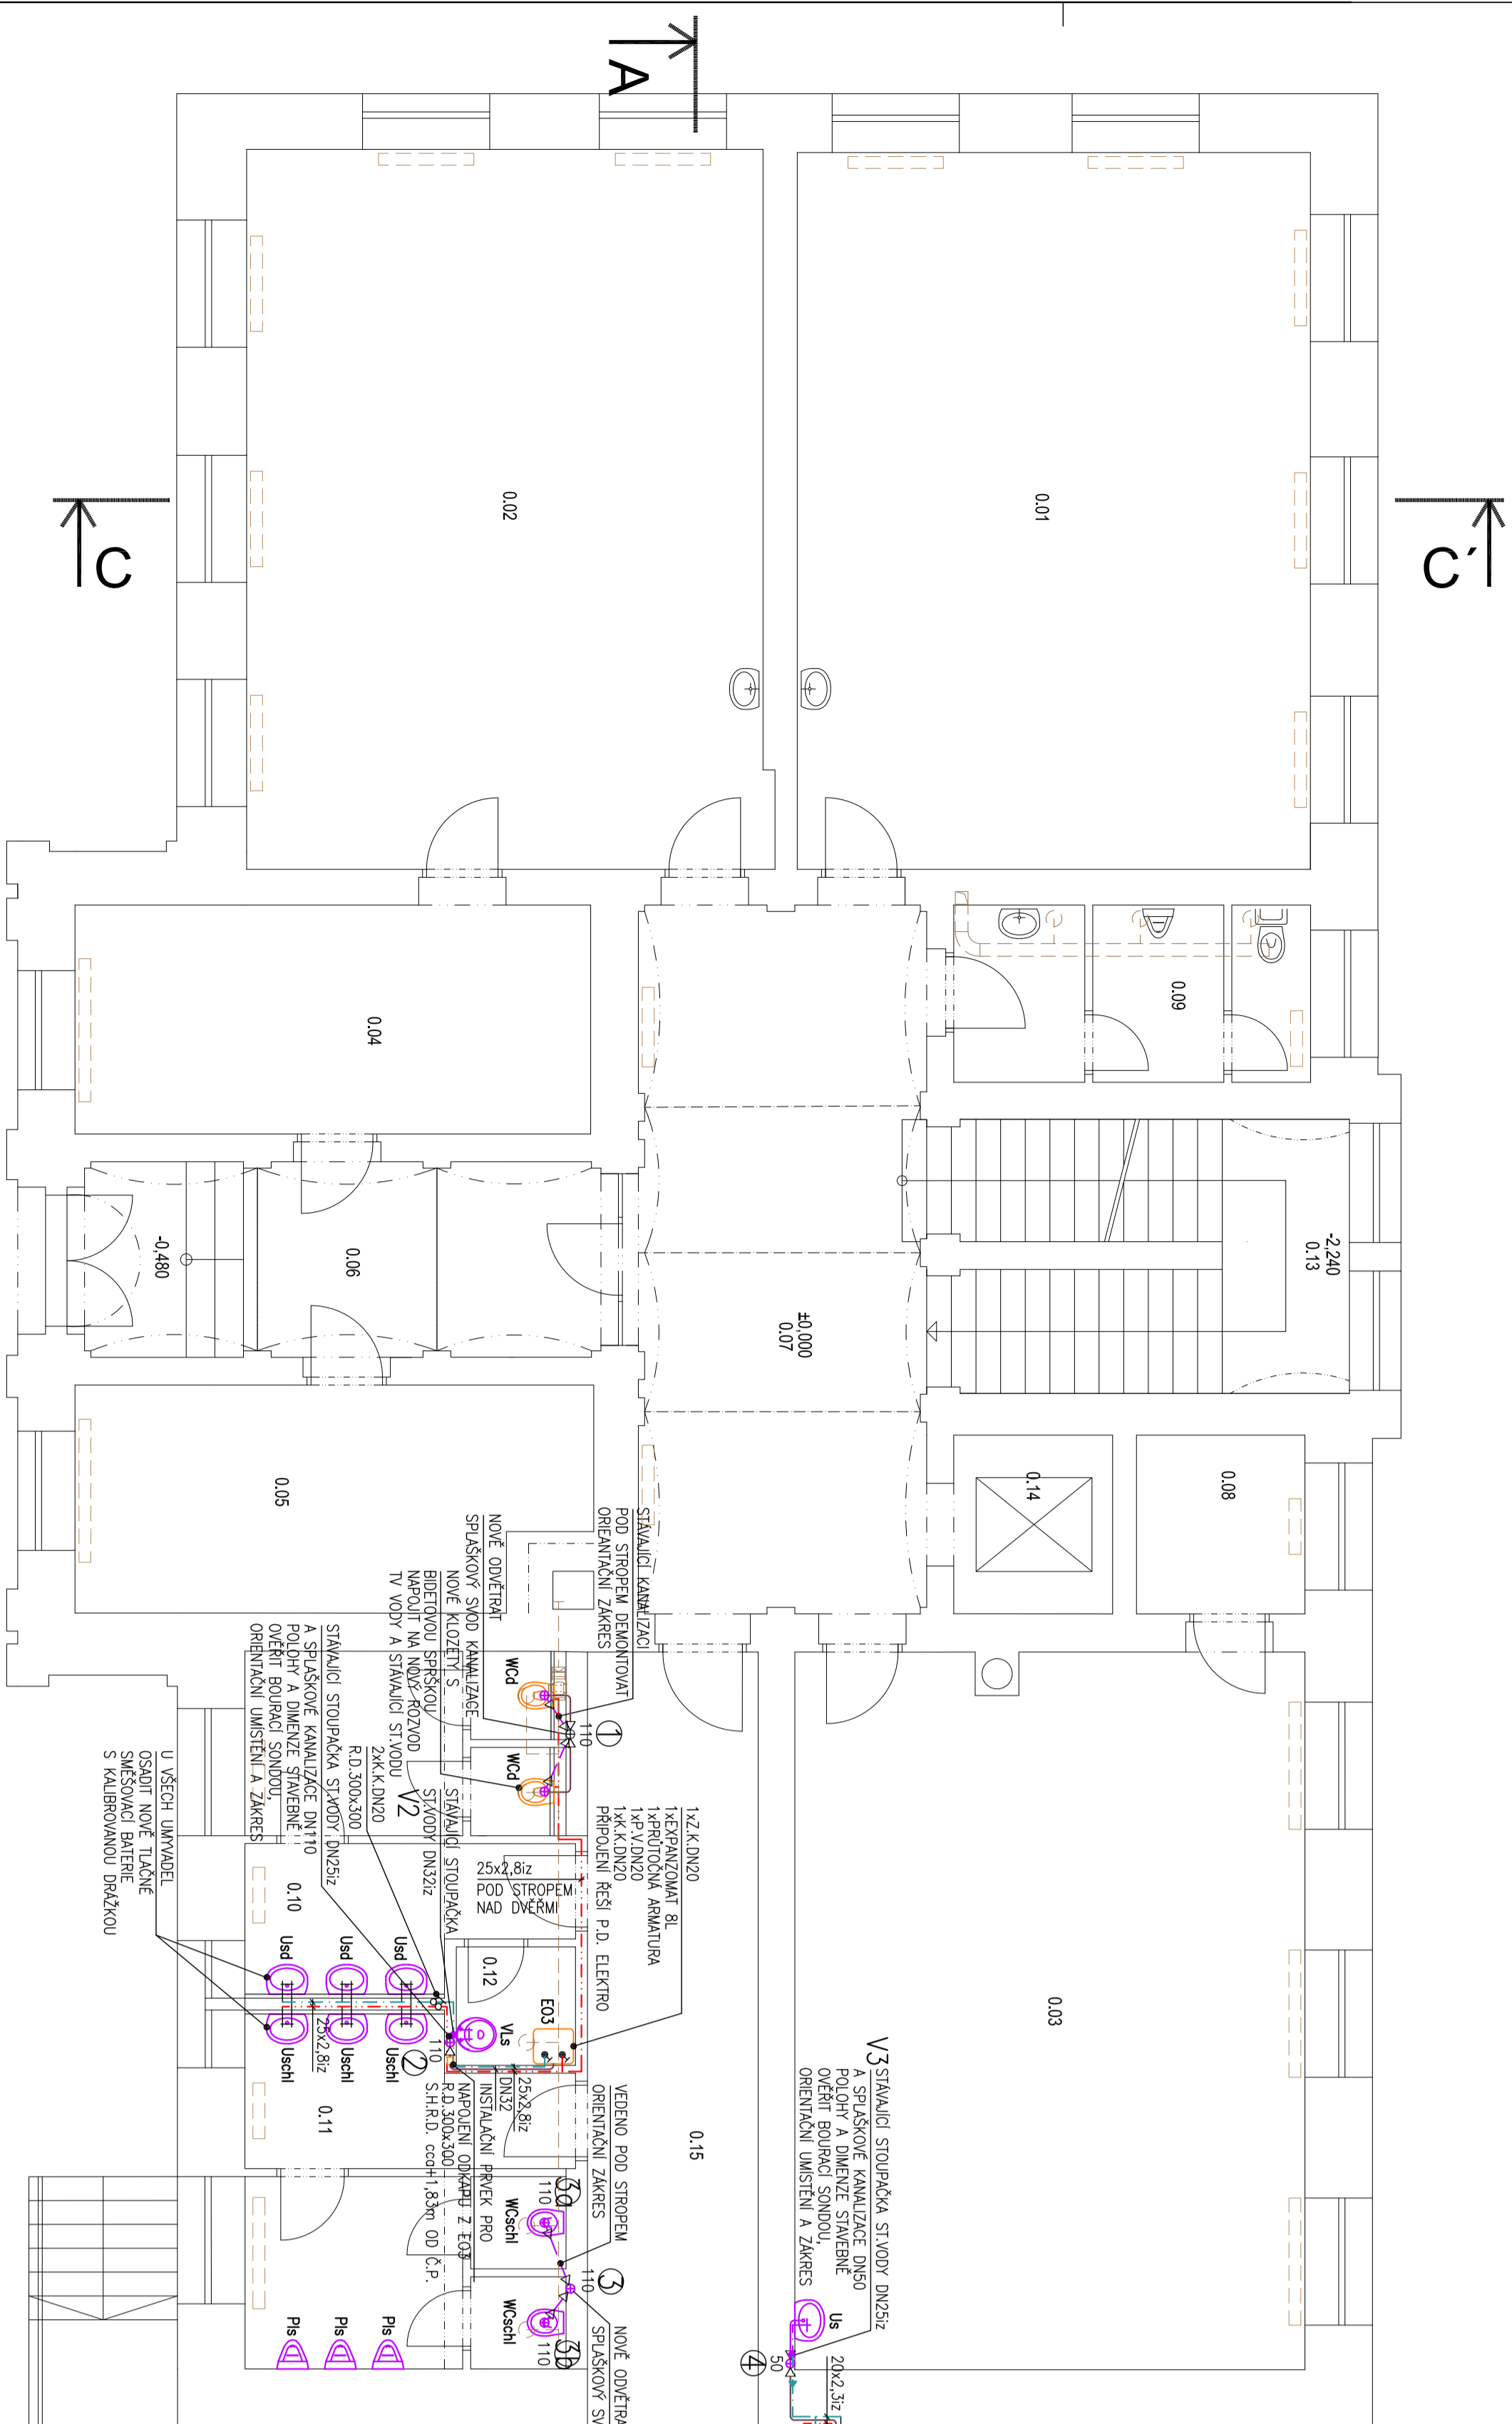 A
C
C´
0.02
0.01
0.04
0.09
-0,480
0.06
±0,000
0.07
-2,240
0.13
0.05
0.14
0.08
0.03
0.15
STÁVAJÍCÍ KANALIZACI
POD STROPEM DEMONTOVAT
ORIEANTAČNÍ ZÁKRES
NOVĚ ODVĚTRAT
SPLAŠKOVÝ SVOD KANALIZACE
NOVÉ KLOZETY S
BIDETOVOU SPRŠKOU
NAPOJIT NA NOVÝ ROZVOD
TV VODY A STÁVAJÍCÍ ST.VODU
STÁVAJÍCÍ STOUPAČKA ST.VODY DN25iz
A SPLAŠKOVÉ KANALIZACE DN110
POLOHY A DIMENZE STAVEBNĚ
OVĚŘIT BOURACÍ SONDOU,
ORIENTAČNÍ UMÍSTĚNÍ A ZÁKRES
U VŠECH UMYVADEL
OSADIT NOVÉ TLAČNÉ
SMĚŠOVACÍ BATERIE
S KALIBROVANOU DRÁŽKOU
2xK.K.DN20
R.D.300x300
V2
STÁVAJÍCÍ STOUPAČKA
ST.VODY DN32iz
WCd
WCd
1
110
1xZ.K.DN20
1xEXPANZOMAT 8L
1xPRŮTOČNÁ ARMATURA
1xP.V.DN20
1xK.K.DN20
PŘIPOJENÍ ŘEŠÍ P.D. ELEKTRO
25x2,8iz
POD STROPEM
NAD DVEŘMI
0.10
0.12
EO3
VLs
Usd
Usd
Usd
Uschl
Uschl
Uschl
25x2,8iz
110
2
0.11
25x2,8iz
DN32
INSTALAČNÍ PRVEK PRO
NAPOJENÍ ODKAPU Z EO3
R.D.300x300
S.H.R.D. cca+1,83m OD Č.P.
VEDENO POD STROPEM
ORIENTAČNÍ ZÁKRES
3a
110
WCschl
3
110
WCschl
3b
110
Pls
Pls
Pls
NOVĚ ODVĚTRA
SPLAŠKOVÝ SV
V3
STÁVAJÍCÍ STOUPAČKA ST.VODY DN25iz
A SPLAŠKOVÉ KANALIZACE DN50
POLOHY A DIMENZE STAVEBNĚ
OVĚŘIT BOURACÍ SONDOU,
ORIENTAČNÍ UMÍSTĚNÍ A ZÁKRES
Us
20x2,3iz
50
4